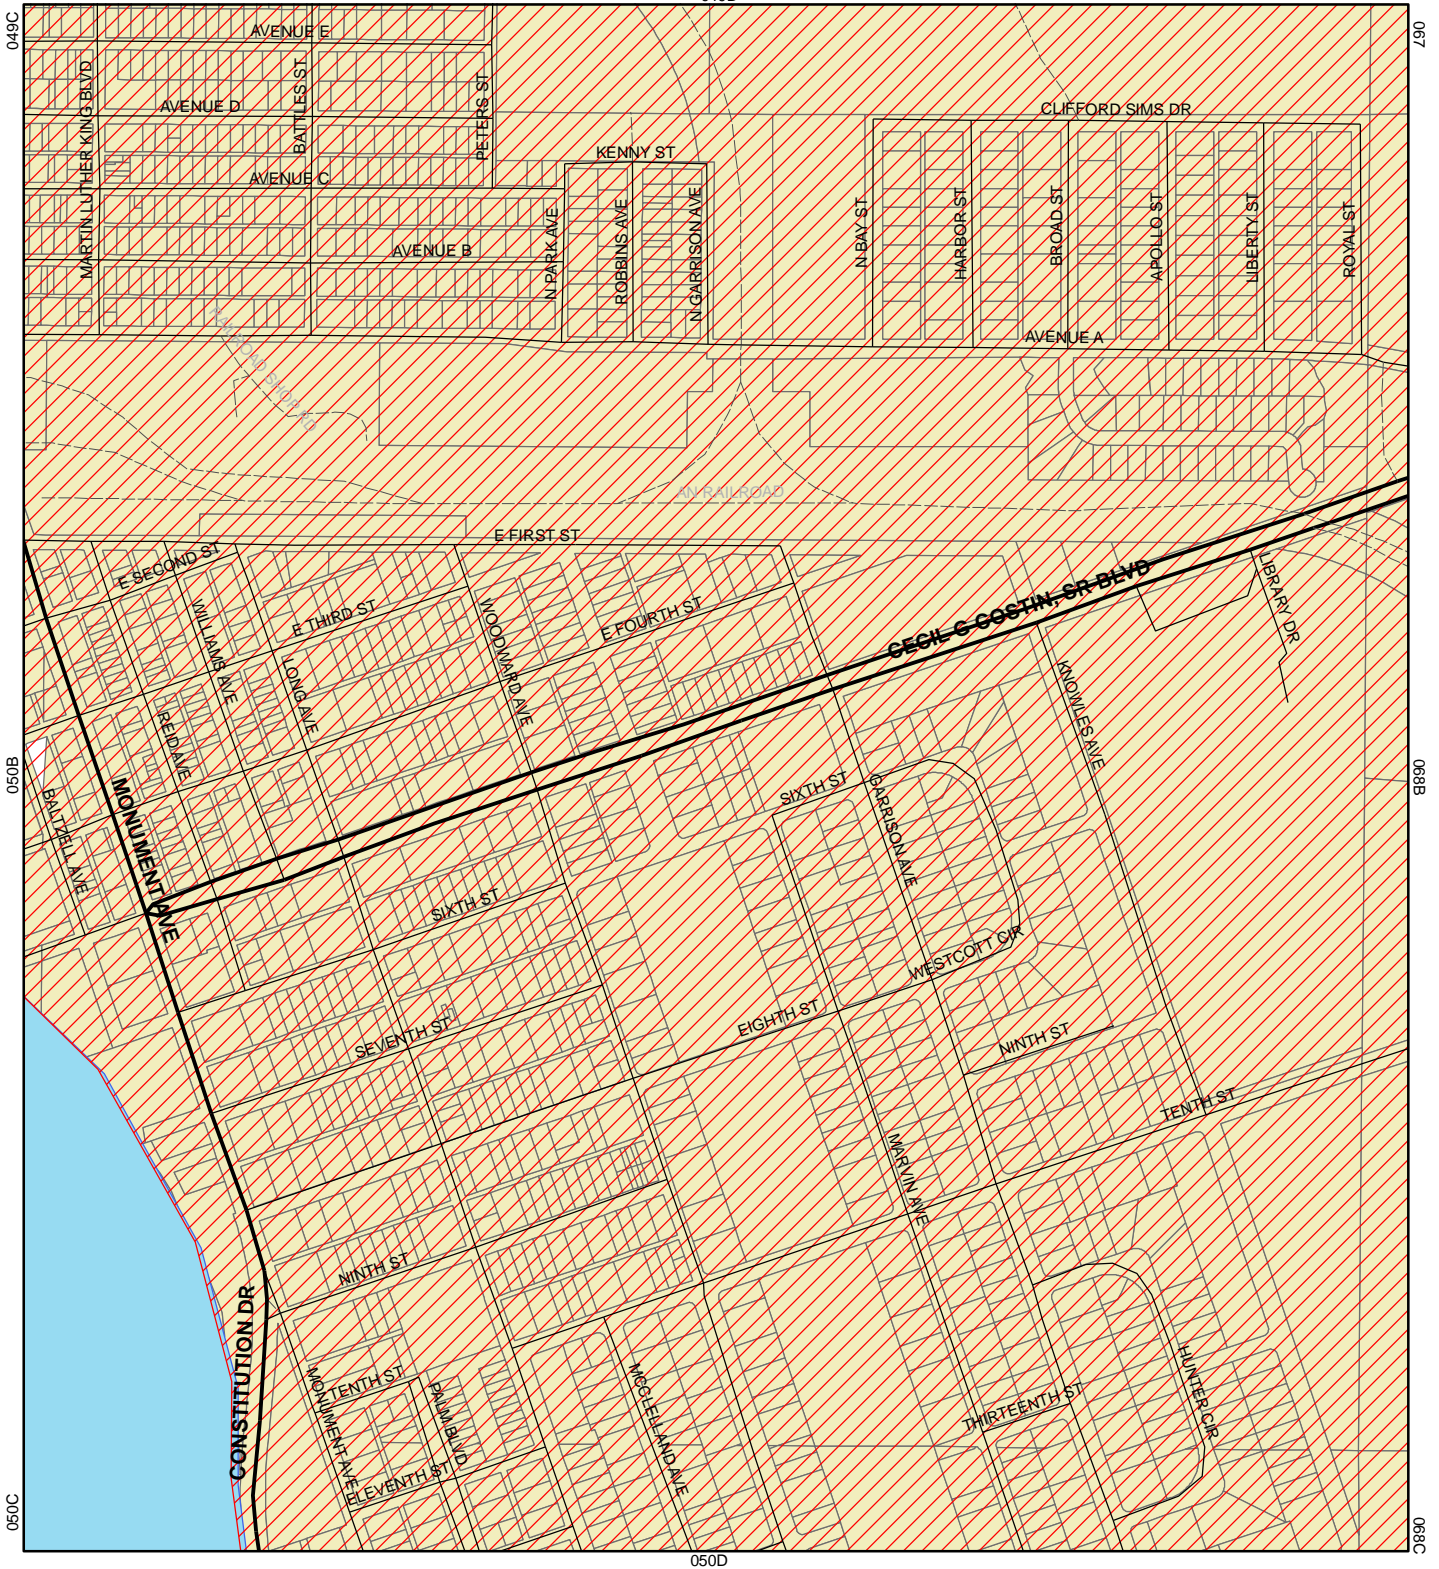 049C
067
AVENUE E
MARTIN LUTHER KING BLVD
BATTLES ST
PETERS ST
AVENUE D
CLIFFORD SIMS DR
KENNY ST
AVENUE C
N PARK AVE
ROBBINS AVE
N GARRISON AVE
N BAY ST
HARBOR ST
BROAD ST
APOLLO ST
LIBERTY ST
ROYAL ST
AVENUE B
AVENUE A
RAILROAD SHOP RD
AN RAILROAD
E FIRST ST
E SECOND ST
CECIL G COSTIN, SR BLVD
LIBRARY DR
WILLIAMS AVE
E THIRD ST
WOODWARD AVE
E FOURTH ST
LONG AVE
KNOWLES AVE
REID AVE
050B
068B
BALTZELL AVE
MONUMENT AVE
SIXTH ST
GARRISON AVE
SIXTH ST
WESTCOTT CIR
EIGHTH ST
SEVENTH ST
NINTH ST
TENTH ST
MARVIN AVE
NINTH ST
CONSTITUTION DR
MONUMENT AVE
TENTH ST
PALM BLVD
MCCLELLAND AVE
THIRTEENTH ST
HUNTER CIR
ELEVENTH ST
050C
068C
050D